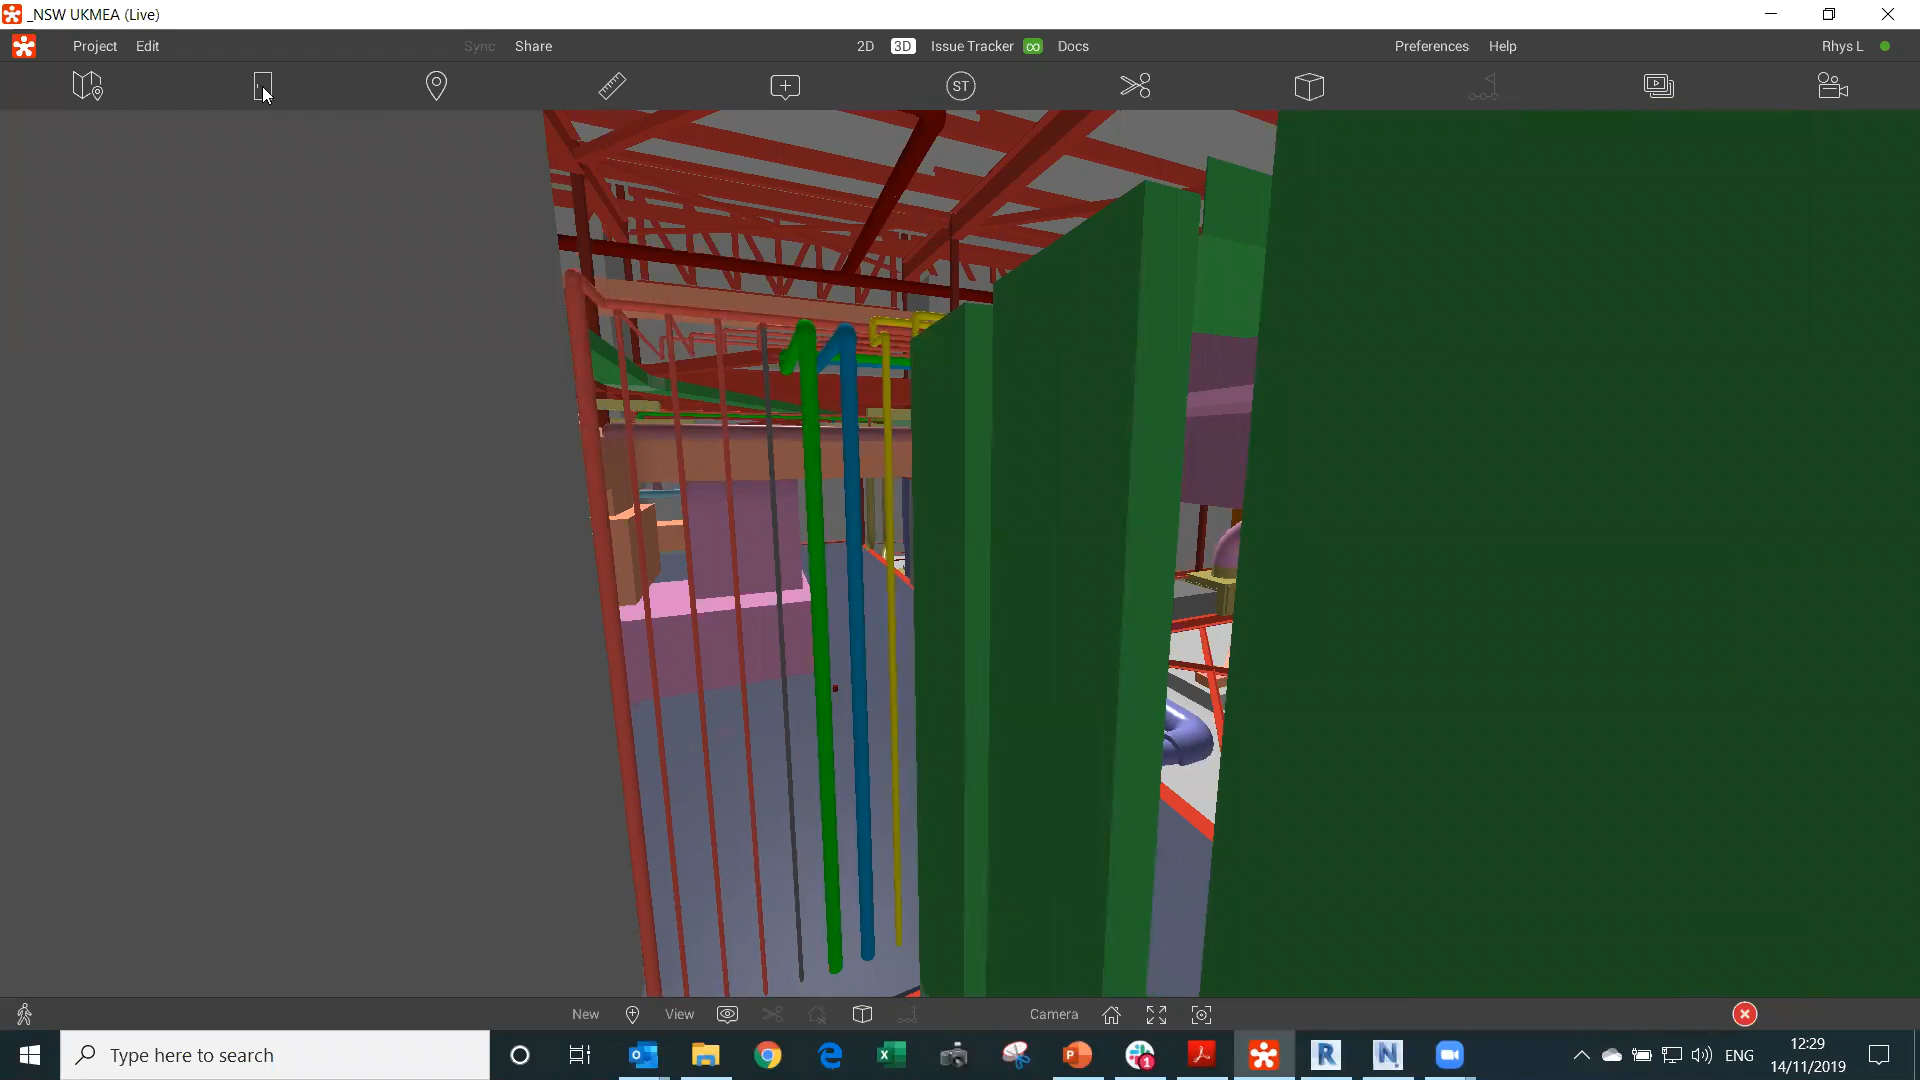 _NSW UKMEA (Live)
Project Edit Sync Share 2D 3D Issue Tracker Docs Preferences Help Rhys L
ST
New View Camera
Type here to search
1
ENG
12:29
14/11/2019